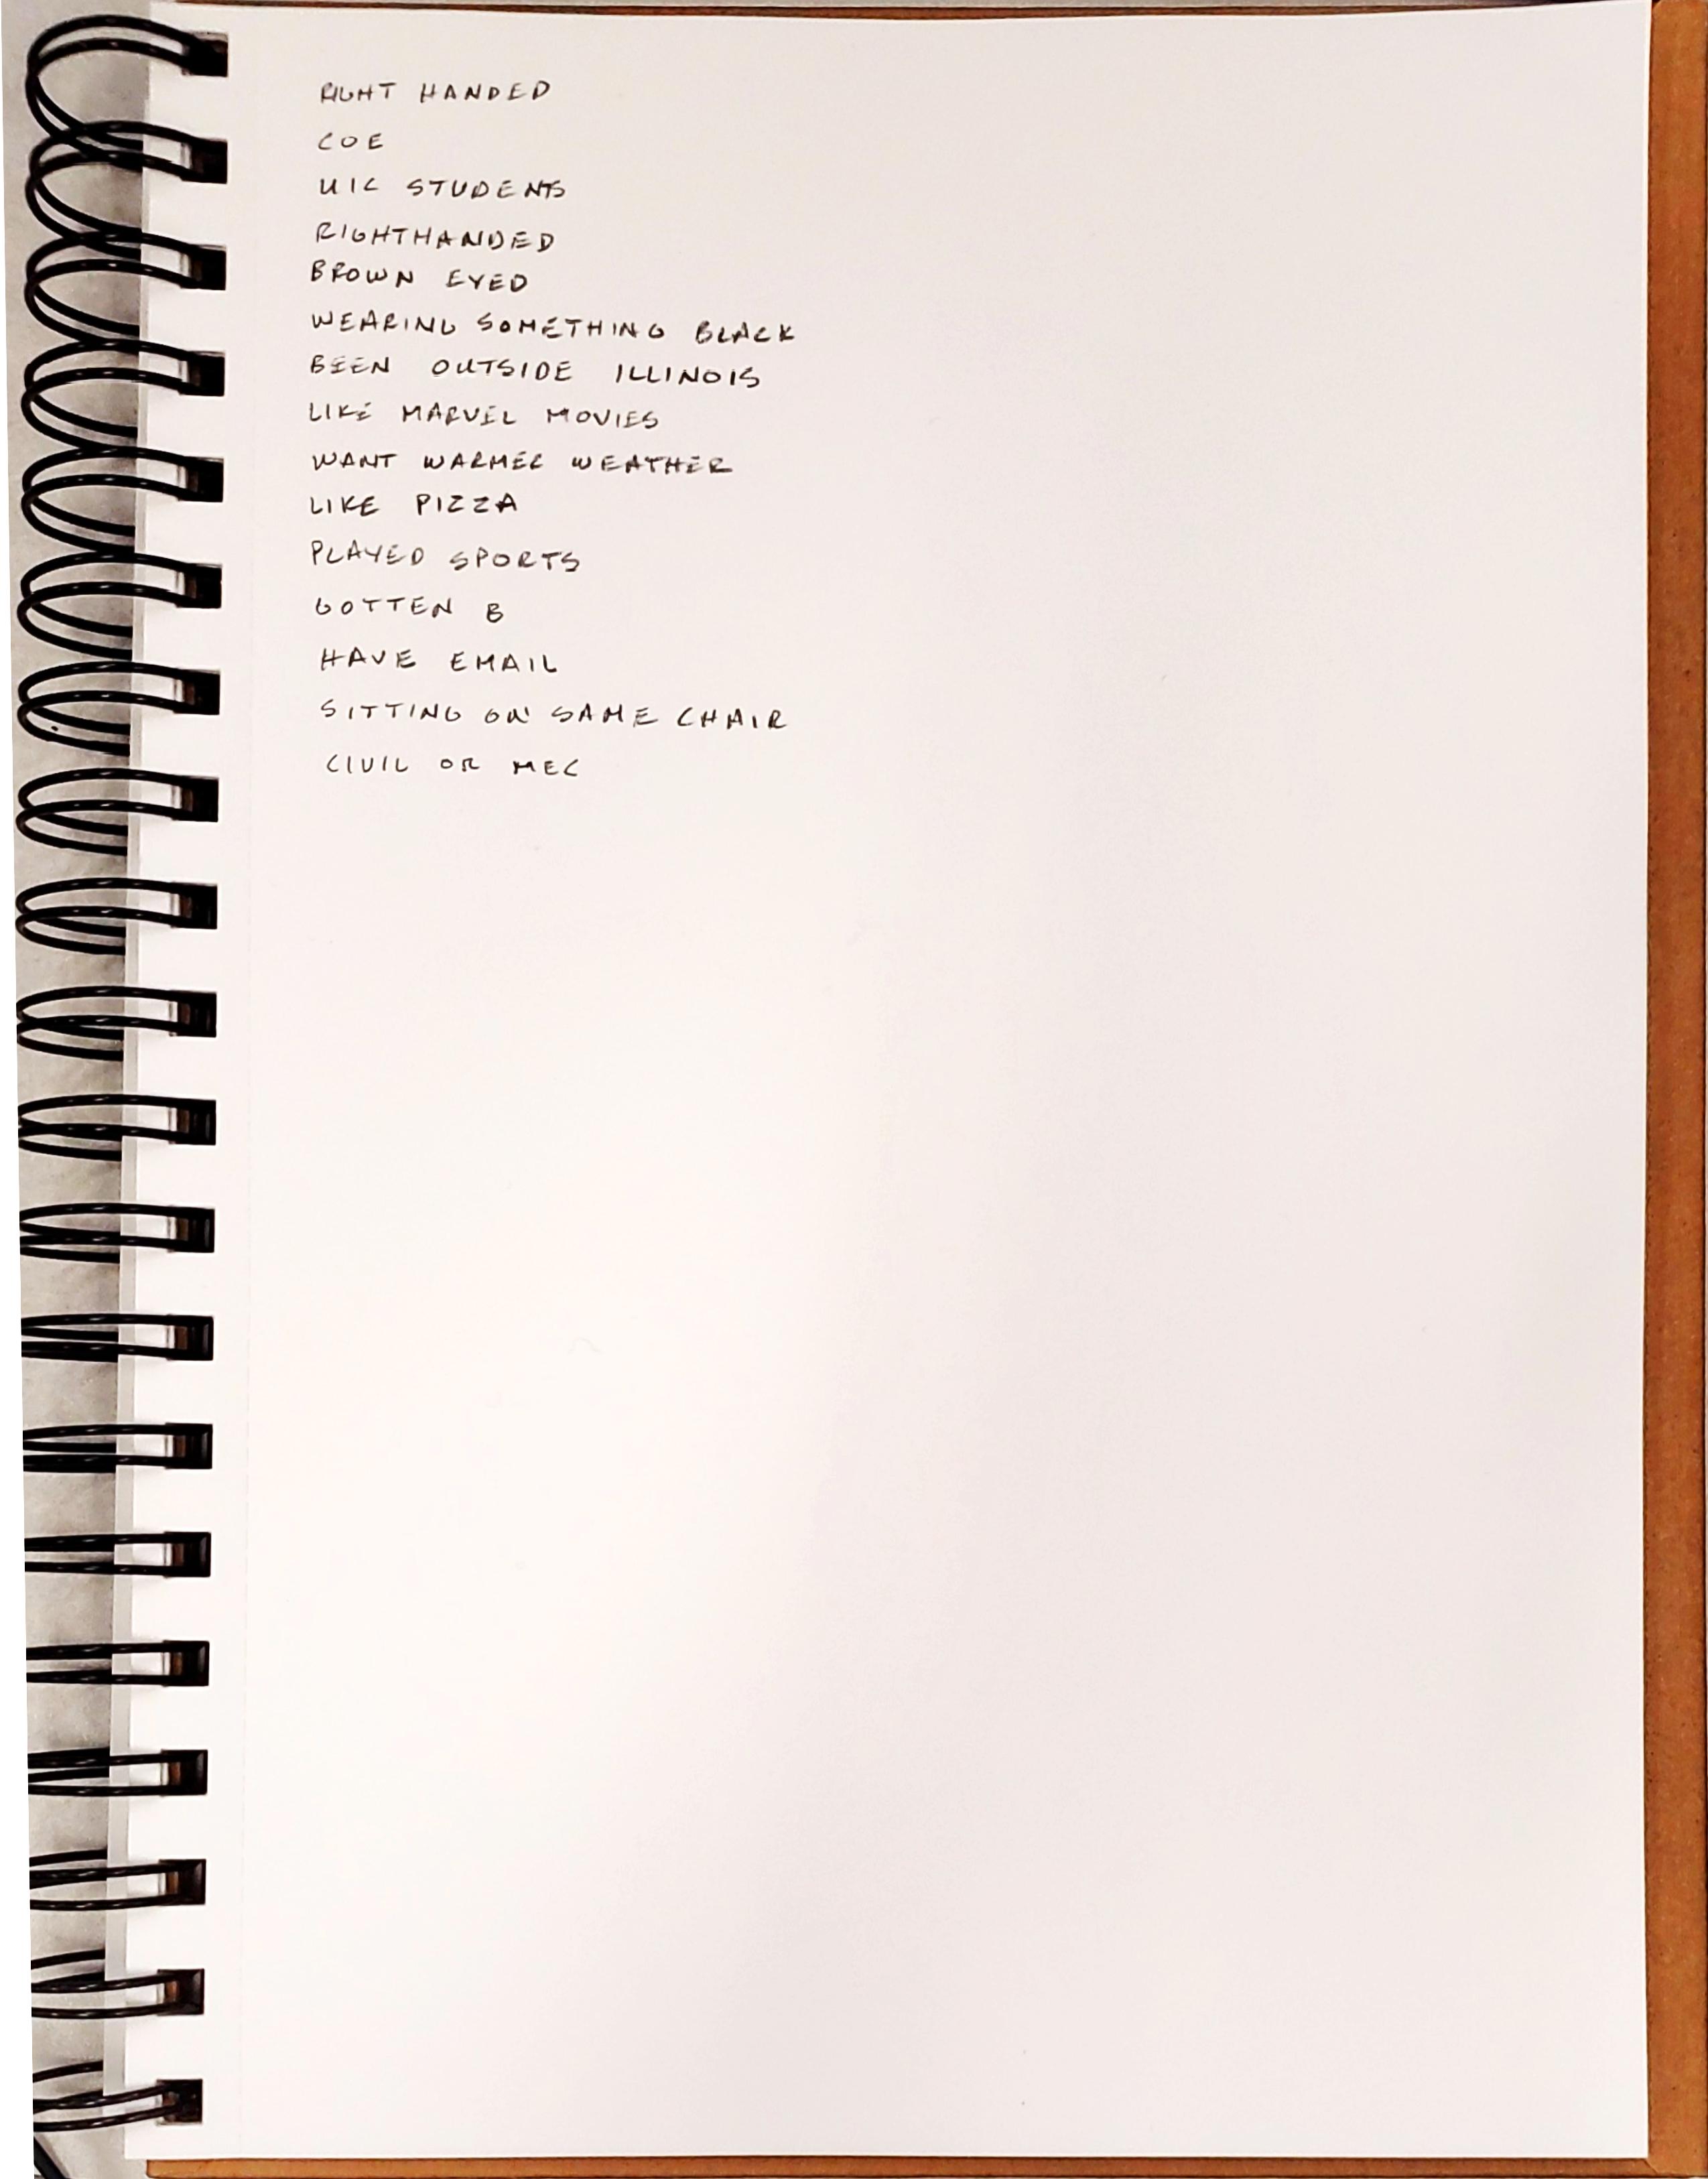 RIGHT HANDED
COE
UIC STUDENTS
RIGHTHANDED
BROWN EYED
WEARING SOMETHING BLACK
BEEN OUTSIDE ILLINOIS
LIKE MARVEL MOVIES
WANT WARMER WEATHER
LIKE PIZZA
PLAYED SPORTS
GOTTEN B
HAVE EMAIL
SITTING ON SAME CHAIR
CIVIL OR MEC